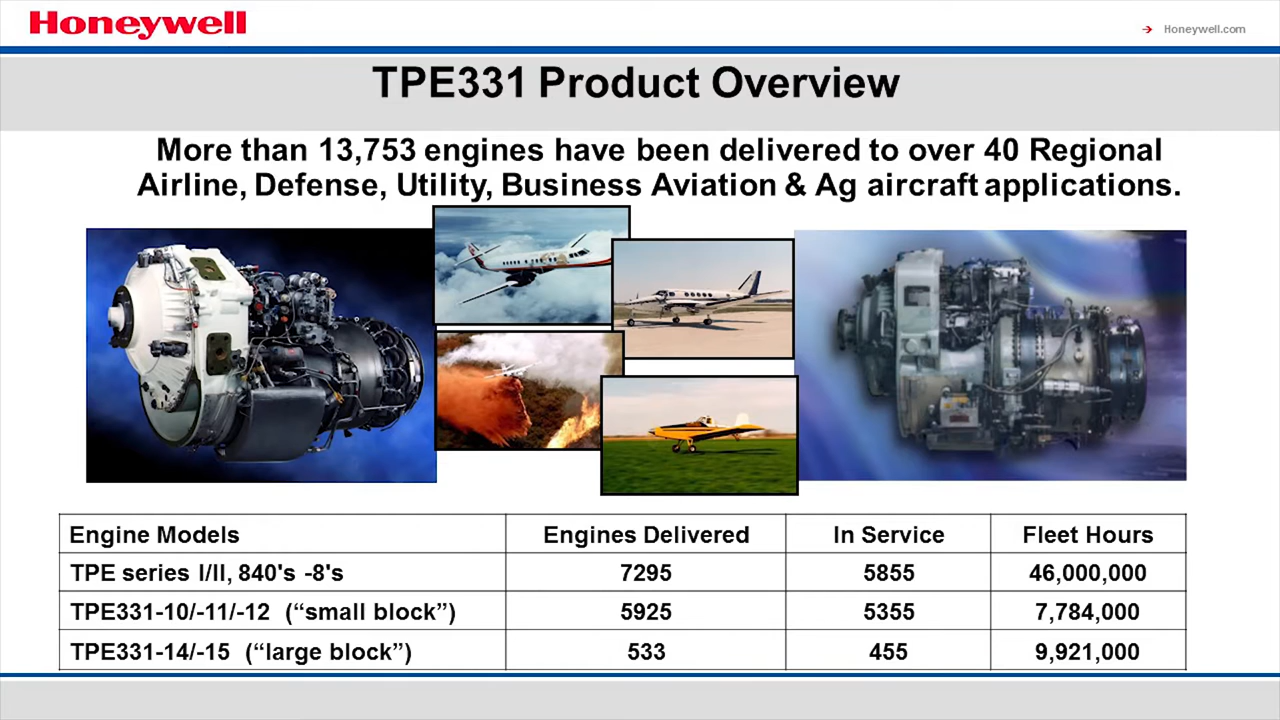 Honeywell
Honeywell.com
TPE331 Product Overview
More than 13,753 engines have been delivered to over 40 Regional
Airline, Defense, Utility, Business Aviation & Ag aircraft applications.
Engine Models Engines Delivered In Service Fleet Hours
TPE series I/II, 840's -8's 7295 5855 46,000,000
TPE331-10/-11/-12 (“small block”) 5925 5355 7,784,000
TPE331-14/-15 (“large block”) 533 455 9,921,000